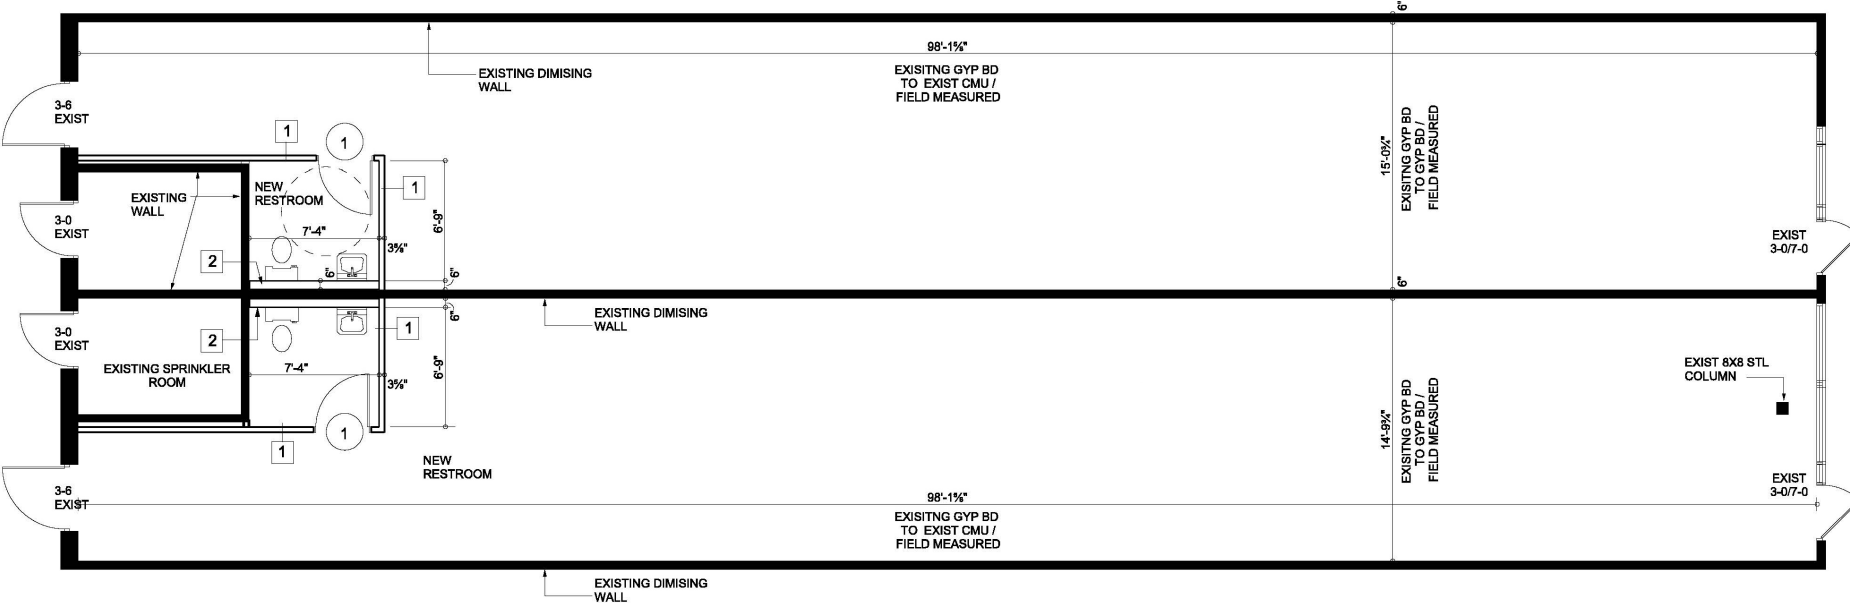 6"
98'-1⅝"
EXISTING DIMISING
WALL
EXISITNG GYP BD
TO EXIST CMU /
FIELD MEASURED
3-6
EXIST
1
1
15'-0¾"
EXISITNG GYP BD
TO GYP BD /
FIELD MEASURED
NEW
RESTROOM
1
EXISTING
WALL
3-0
EXIST
7'-4"
6'-9"
3⅝"
EXIST
3-0/7-0
2
6"
6"
6"
EXISTING DIMISING
WALL
6"
1
2
3-0
EXIST
EXISTING SPRINKLER
ROOM
7'-4"
6'-9"
3⅝"
EXIST 8X8 STL
COLUMN
14'-9¾"
EXISITNG GYP BD
TO GYP BD /
FIELD MEASURED
1
1
NEW
RESTROOM
3-6
EXIST
98'-1⅝"
EXISITNG GYP BD
TO EXIST CMU /
FIELD MEASURED
EXIST
3-0/7-0
EXISTING DIMISING
WALL